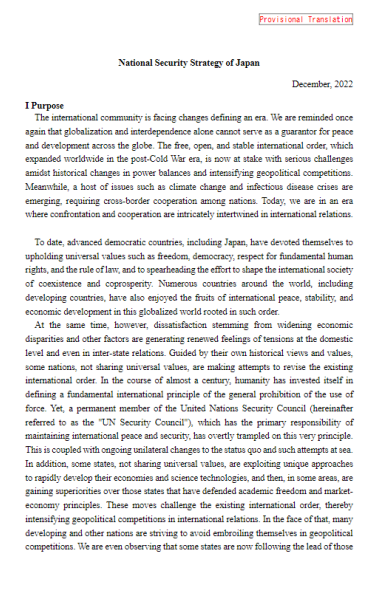 Provisional Translation
National Security Strategy of Japan
December, 2022
I Purpose
The international community is facing changes defining an era. We are reminded once
again that globalization and interdependence alone cannot serve as a guarantor for peace
and development across the globe. The free, open, and stable international order, which
expanded worldwide in the post-Cold War era, is now at stake with serious challenges
amidst historical changes in power balances and intensifying geopolitical competitions.
Meanwhile, a host of issues such as climate change and infectious disease crises are
emerging, requiring cross-border cooperation among nations. Today, we are in an era
where confrontation and cooperation are intricately intertwined in international relations.
To date, advanced democratic countries, including Japan, have devoted themselves to
upholding universal values such as freedom, democracy, respect for fundamental human
rights, and the rule of law, and to spearheading the effort to shape the international society
of coexistence and coprosperity. Numerous countries around the world, including
developing countries, have also enjoyed the fruits of international peace, stability, and
economic development in this globalized world rooted in such order.
At the same time, however, dissatisfaction stemming from widening economic
disparities and other factors are generating renewed feelings of tensions at the domestic
level and even in inter-state relations. Guided by their own historical views and values,
some nations, not sharing universal values, are making attempts to revise the existing
international order. In the course of almost a century, humanity has invested itself in
defining a fundamental international principle of the general prohibition of the use of
force. Yet, a permanent member of the United Nations Security Council (hereinafter
referred to as the "UN Security Council"), which has the primary responsibility of
maintaining international peace and security, has overtly trampled on this very principle.
This is coupled with ongoing unilateral changes to the status quo and such attempts at sea.
In addition, some states, not sharing universal values, are exploiting unique approaches
to rapidly develop their economies and science technologies, and then, in some areas, are
gaining superiorities over those states that have defended academic freedom and market-
economy principles. These moves challenge the existing international order, thereby
intensifying geopolitical competitions in international relations. In the face of that, many
developing and other nations are striving to avoid embroiling themselves in geopolitical
competitions. We are even observing that some states are now following the lead of those